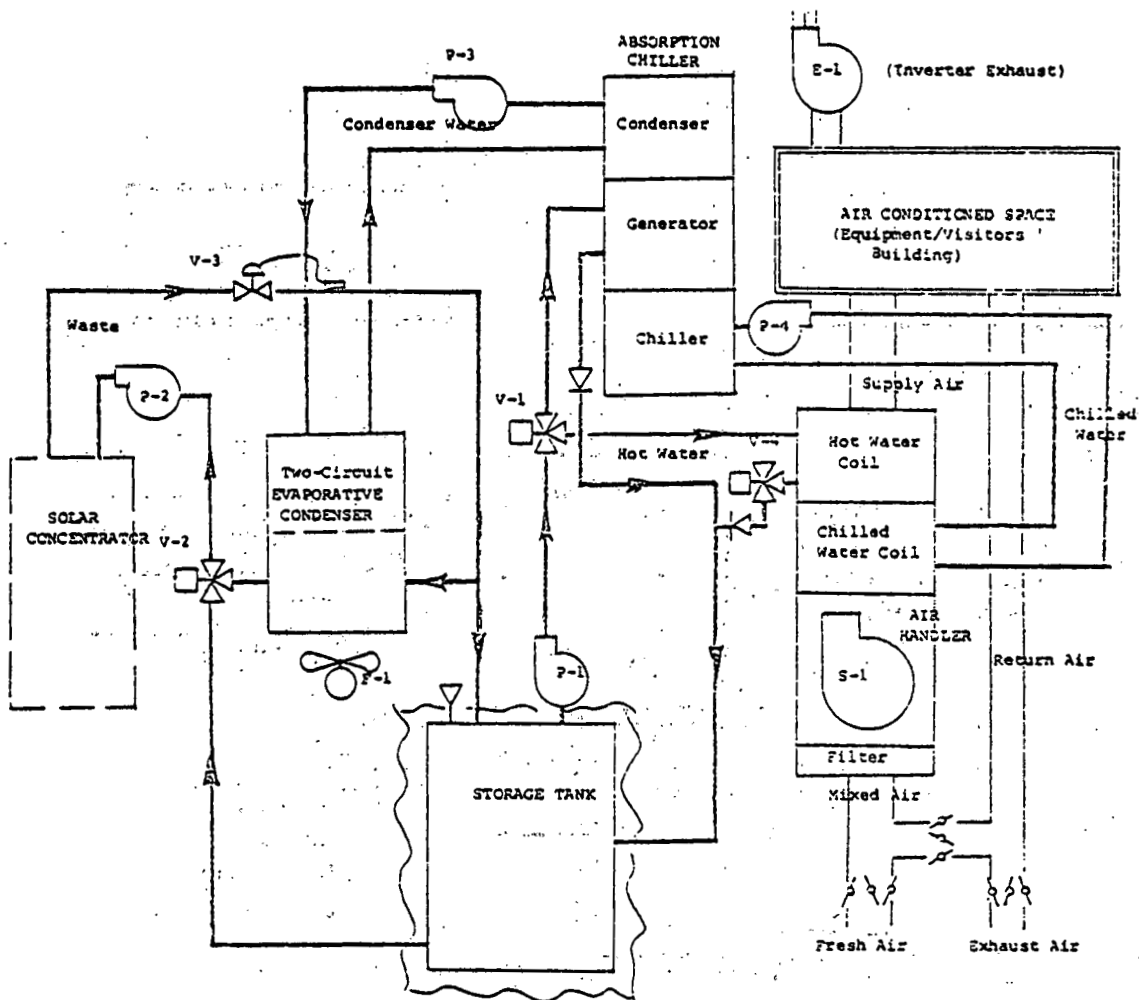 P-3
ABSORPTION
CHILLER
E-1
(Inverter Exhaust)
Condenser Water
Condenser
AIR CONDITIONED SPACE
(Equipment/Visitors'
Building)
Generator
V-3
Waste
Chiller
P-4
Supply Air
Chilled
Water
P-2
V-1
Hot Water
Hot Water
Coil
Two-Circuit
EVAPORATIVE
CONDENSER
SOLAR
CONCENTRATOR
V-2
Chilled
Water Coil
AIR
HANDLER
Return Air
F-1
P-1
S-1
Filter
Mixed Air
STORAGE TANK
Fresh Air
Exhaust Air